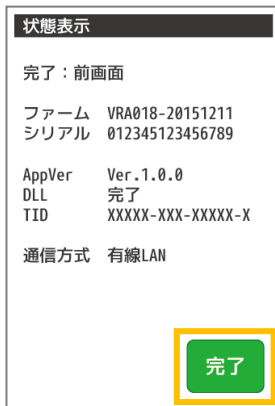 状態表示
完了：前画面
ファーム VRA018-20151211
シリアル 012345123456789
AppVer Ver.1.0.0
DLL 完了
TID XXXXX-XXX-XXXXX-X
通信方式 有線LAN
完了